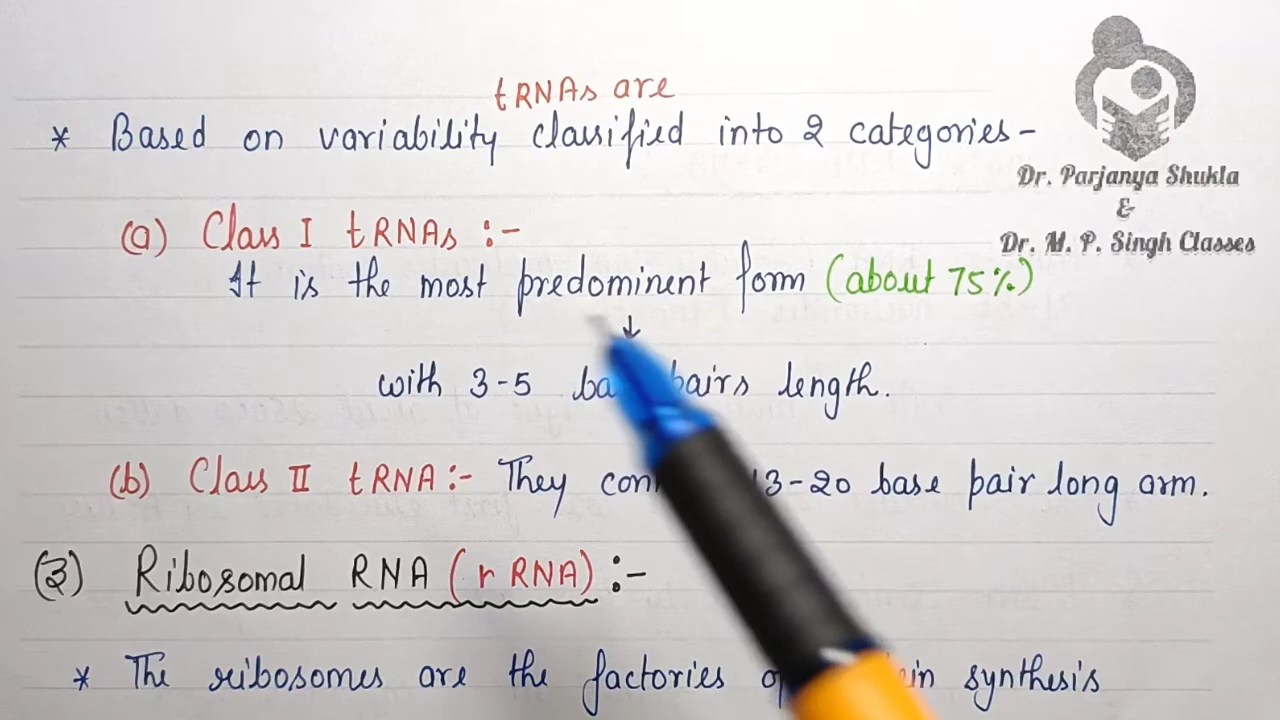 tRNAs are
* Based on variability classified into 2 categories-
(a) Class I tRNAs :-
It is the most predominent form (about 75%)
↓
with 3-5 pairs length.
(b) Class II tRNA :- They 13-20 base pair long arm.
(3) Ribosomal RNA (rRNA) :-
* The ribosomes are the factories synthesis
Dr. Parjanya Shukla
&
Dr. M. P. Singh Classes